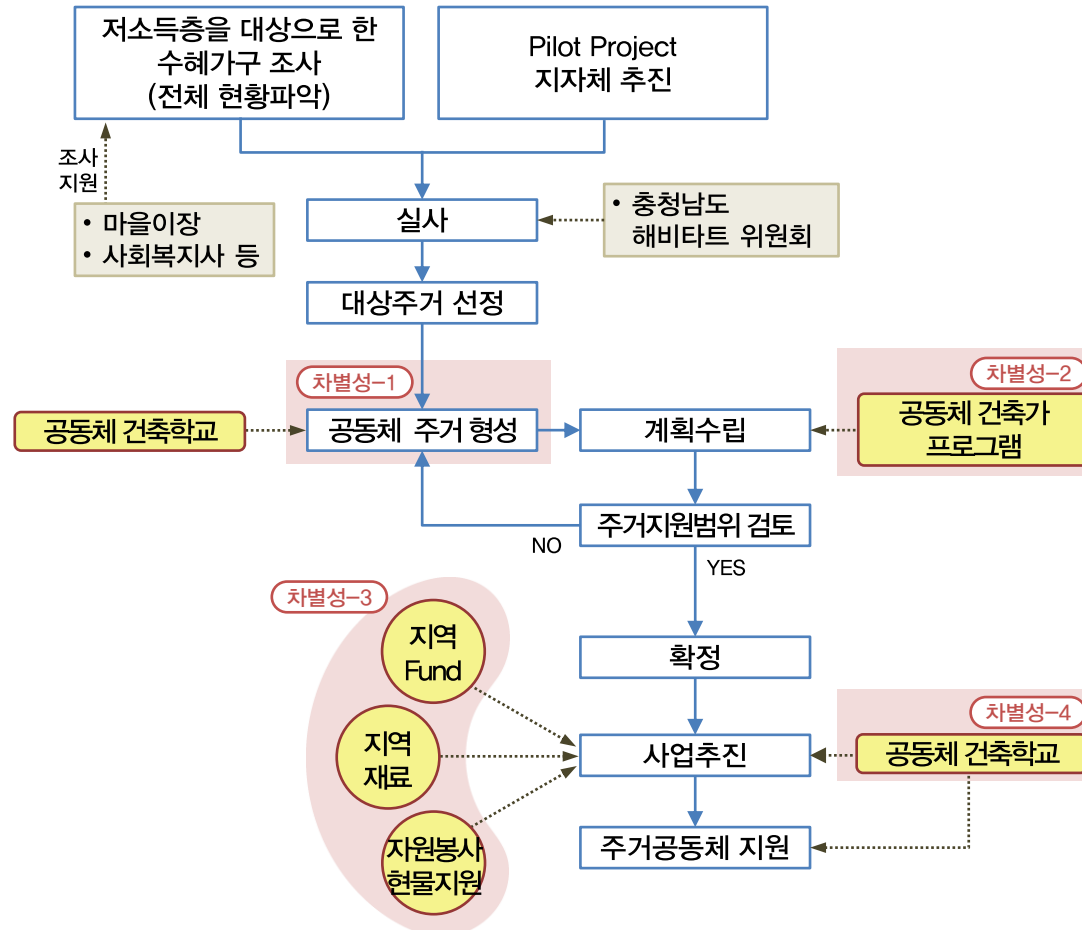 저소득층을 대상으로 한
수혜가구 조사
(전체 현황파악)
Pilot Project
지자체 추진
조사
지원
• 마을이장
• 사회복지사 등
실사
• 충청남도
해비타트 위원회
대상주거 선정
차별성-1
차별성-2
공동체 건축학교
공동체 주거 형성
계획수립
공동체 건축가
프로그램
주거지원범위 검토
NO
YES
차별성-3
지역
Fund
확정
차별성-4
지역
재료
사업추진
공동체 건축학교
자원봉사
현물지원
주거공동체 지원